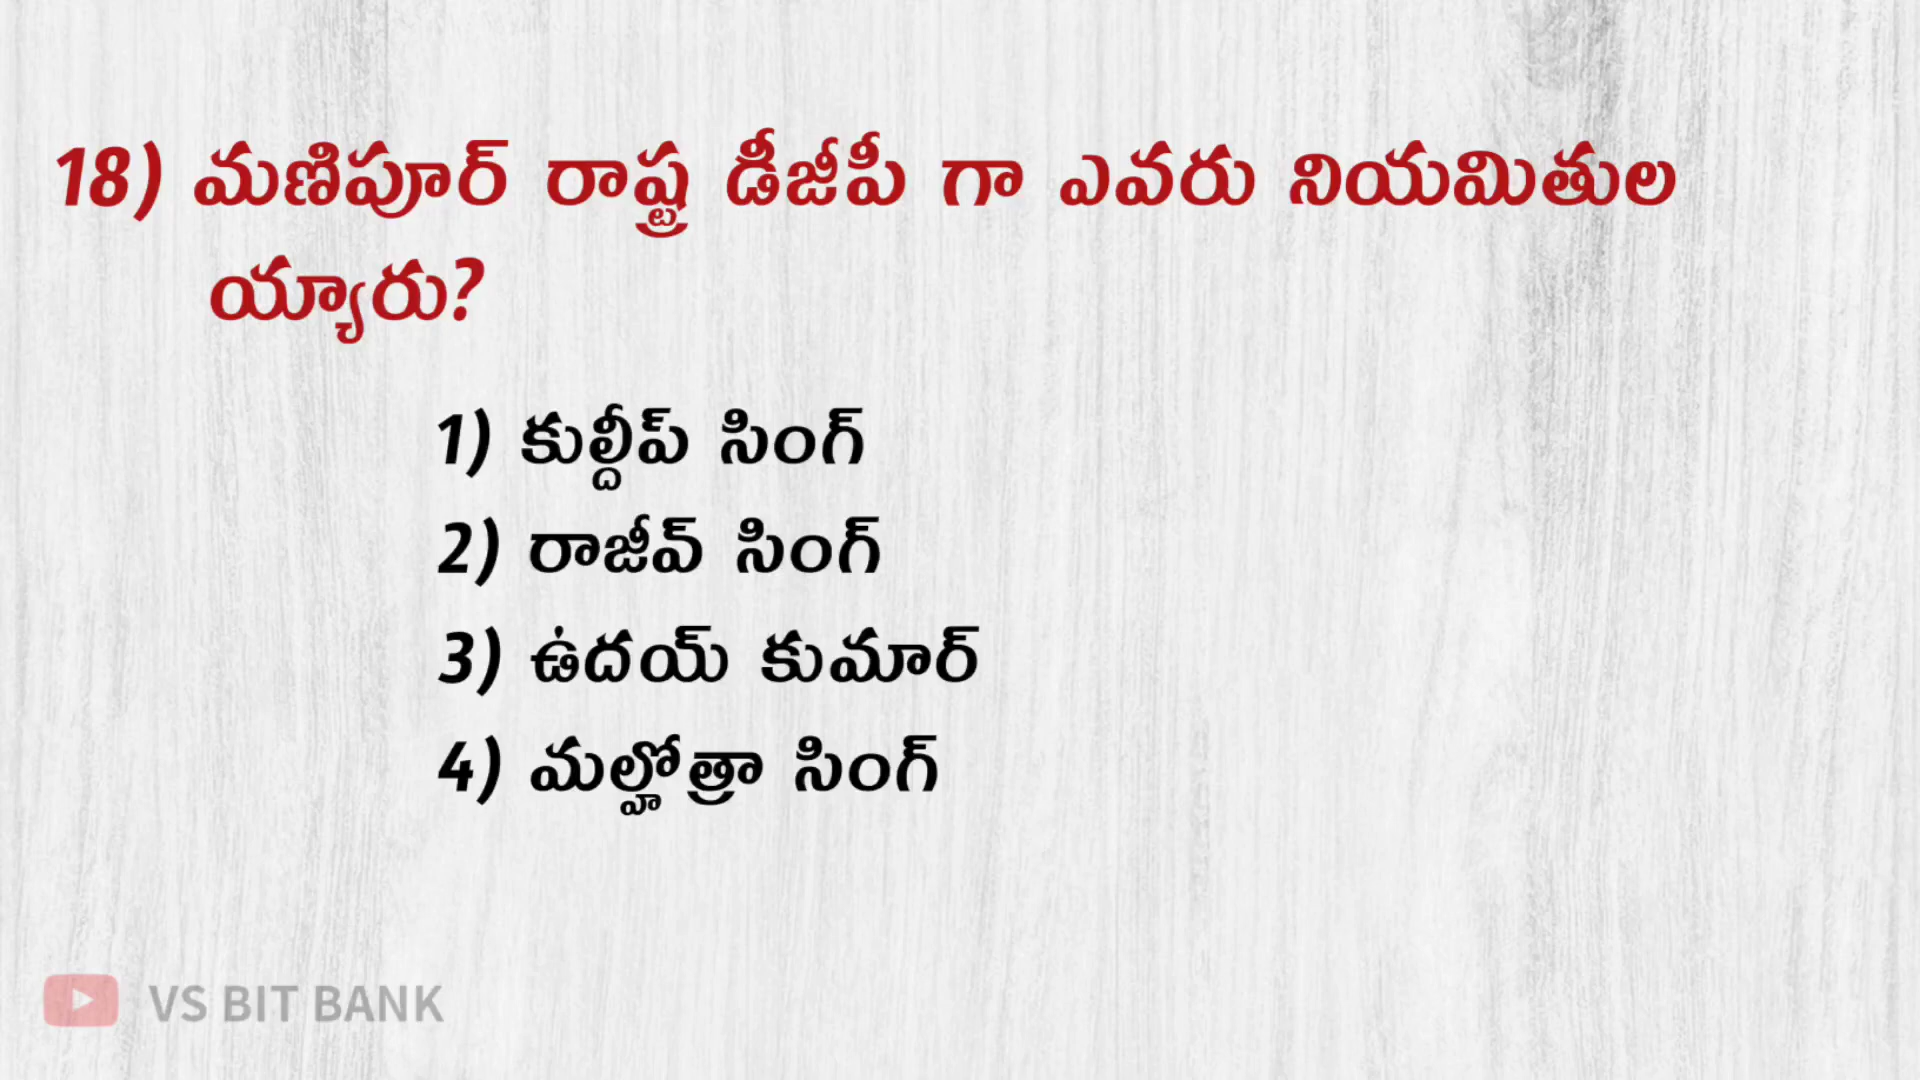 18) మణిపూర్ రాష్ట్ర డీజీపీ గా ఎవరు నియమితుల
య్యారు?
1) కుల్దీప్ సింగ్
2) రాజీవ్ సింగ్
3) ఉదయ్ కుమార్
4) మల్హోత్రా సింగ్
VS BIT BANK